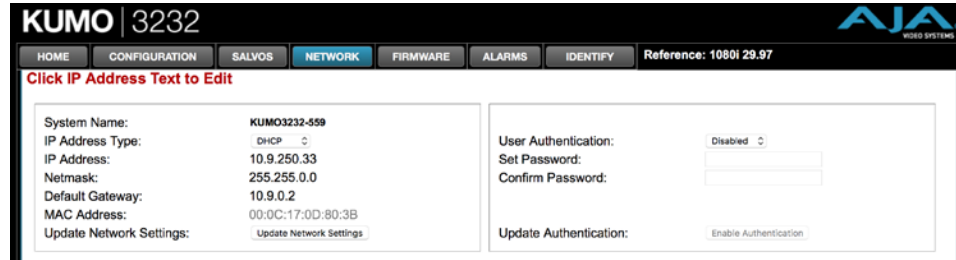 KUMO | 3232
AJA
VIDEO SYSTEMS
HOME CONFIGURATION SALVOS NETWORK FIRMWARE ALARMS IDENTIFY Reference: 1080i 29.97
Click IP Address Text to Edit
System Name: KUMO3232-559
IP Address Type: DHCP
IP Address: 10.9.250.33
Netmask: 255.255.0.0
Default Gateway: 10.9.0.2
MAC Address: 00:0C:17:0D:80:3B
Update Network Settings: Update Network Settings
User Authentication: Disabled
Set Password:
Confirm Password:
Update Authentication: Enable Authentication